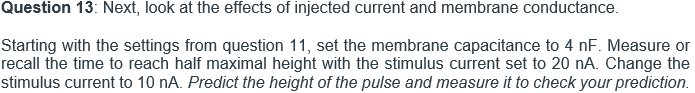 Question 13: Next, look at the effects of injected current and membrane conductance.
Starting with the settings from question 11, set the membrane capacitance to 4 nF. Measure or
recall the time to reach half maximal height with the stimulus current set to 20 nA. Change the
stimulus current to 10 nA. Predict the height of the pulse and measure it to check your prediction.